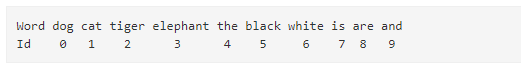 Word dog cat tiger elephant the black white is are and
Id 0 1 2 3 4 5 6 7 8 9